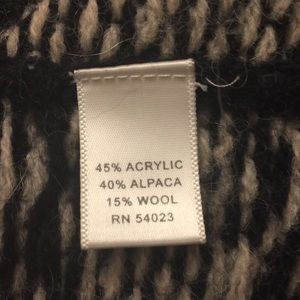 45% ACRYLIC
40% ALPACA
15% WOOL
RN 54023